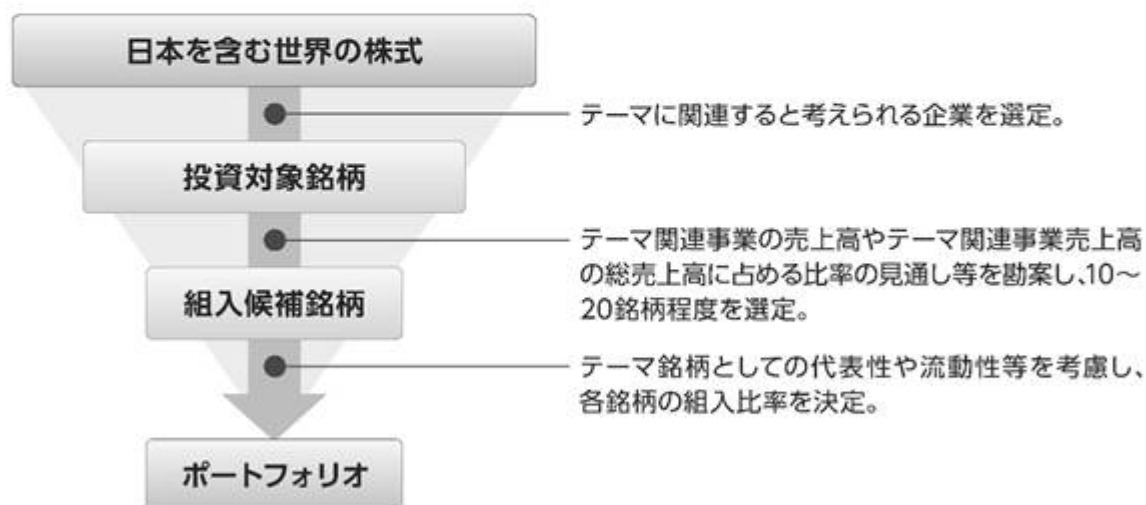 日本を含む世界の株式
テーマに関連すると考えられる企業を選定。
投資対象銘柄
テーマ関連事業の売上高やテーマ関連事業売上高
の総売上高に占める比率の見通し等を勘案し、10〜
20銘柄程度を選定。
組入候補銘柄
テーマ銘柄としての代表性や流動性等を考慮し、
各銘柄の組入比率を決定。
ポートフォリオ